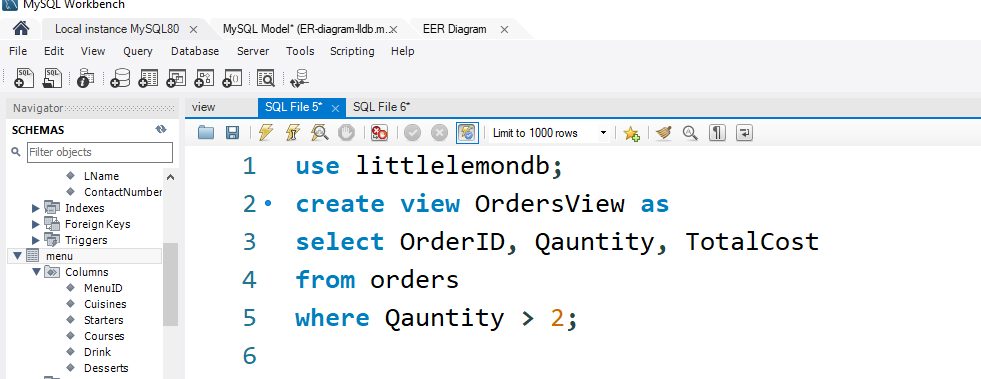 MySQL Workbench
Local instance MySQL80 × MySQL Model* (ER-diagram-lldb.m... × EER Diagram ×
File Edit View Query Database Server Tools Scripting Help
Navigator
view SQL File 5* × SQL File 6*
SCHEMAS
Limit to 1000 rows
Filter objects
LName
ContactNumber
Indexes
Foreign Keys
Triggers
menu
Columns
MenuID
Cuisines
Starters
Courses
Drink
Desserts
1 use littlelemondb;
2 create view OrdersView as
3 select OrderID, Qauntity, TotalCost
4 from orders
5 where Qauntity > 2;
6